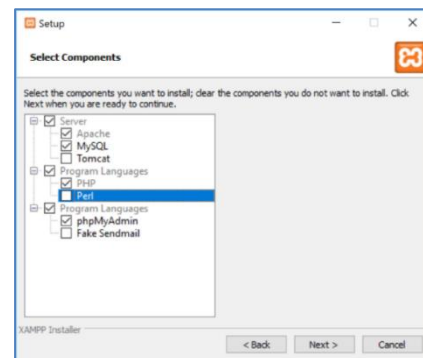 Setup
Select Components
Select the components you want to install; clear the components you do not want to install. Click
Next when you are ready to continue.
Server
Apache
MySQL
Tomcat
Program Languages
PHP
Perl
Program Languages
phpMyAdmin
Fake Sendmail
XAMPP Installer
< Back
Next >
Cancel